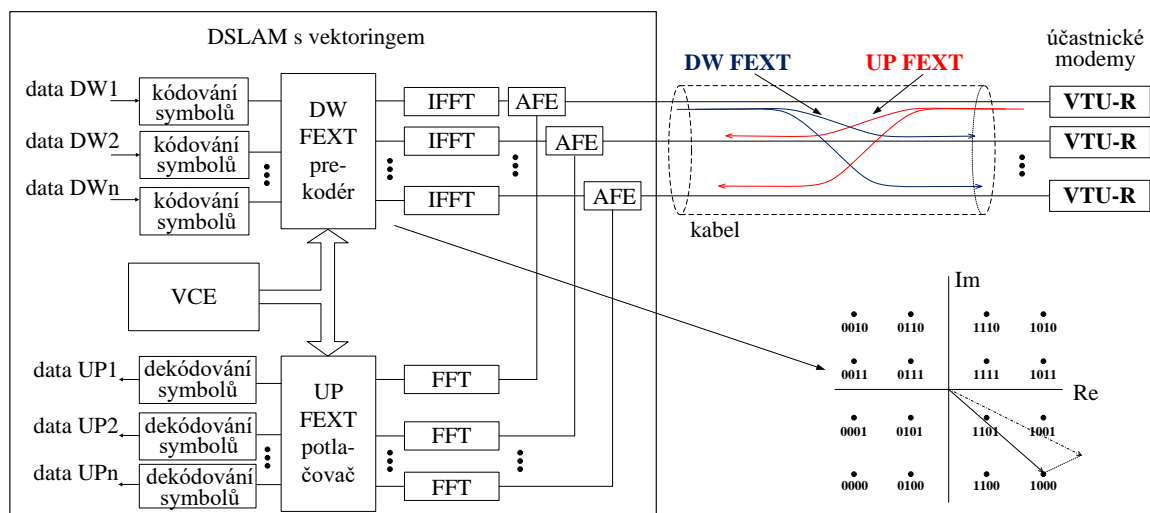 DSLAM s vektoringem
data DW1
kódování
symbolů
data DW2
kódování
symbolů
data DWn
kódování
symbolů
DW
FEXT
pre-
kodér
IFFT
IFFT
IFFT
AFE
AFE
AFE
DW FEXT
UP FEXT
kabel
účastnické
modemy
VTU-R
VTU-R
VTU-R
VCE
data UP1
dekódování
symbolů
data UP2
dekódování
symbolů
data UPn
dekódování
symbolů
UP
FEXT
potla-
čovač
FFT
FFT
FFT
Im
Re
0010 0110 1110 1010
0011 0111 1111 1011
0001 0101 1101 1001
0000 0100 1100 1000